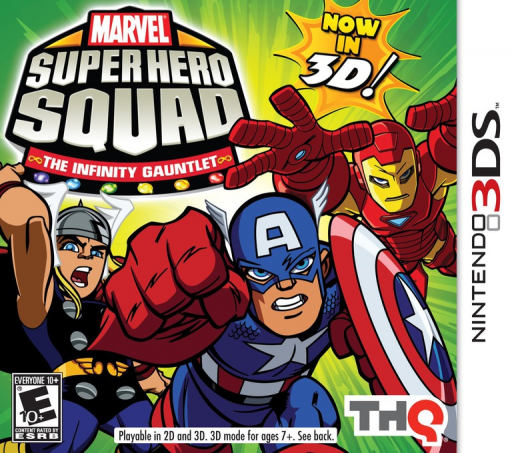 MARVEL
SUPER HERO
SQUAD
THE INFINITY GAUNTLET
NOW
IN
3D!
A
NINTENDO 3DS™
EVERYONE 10+
E
10+
CONTENT RATED BY
ESRB
Playable in 2D and 3D. 3D mode for ages 7+. See back.
THQ